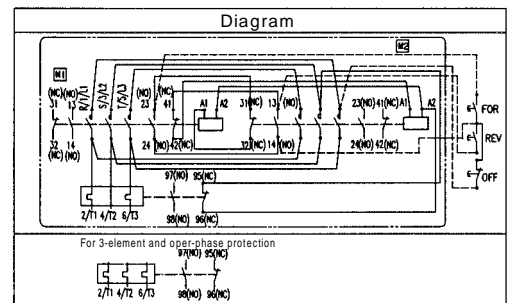 Diagram
M1 M2
(NC) (NO) R/1/L1 S/3/L2 T/5/L3 (NO) (NC) A1 A2 31(NC) 13 (NO) 23(NO) 41(NC) A1 A2
31 13 23 41
32 14 24 (NO) 42(NC) 32(NC) 14 (NO) 24(NO) 42(NC)
(NC) (NO)
FOR
REV
OFF
97(NO) 95(NC)
2/T1 4/T2 6/T3 98(NO) 96(NC)
For 3-element and oper-phase protection
97(NO) 95(NC)
2/T1 4/T2 6/T3 98(NO) 96(NC)